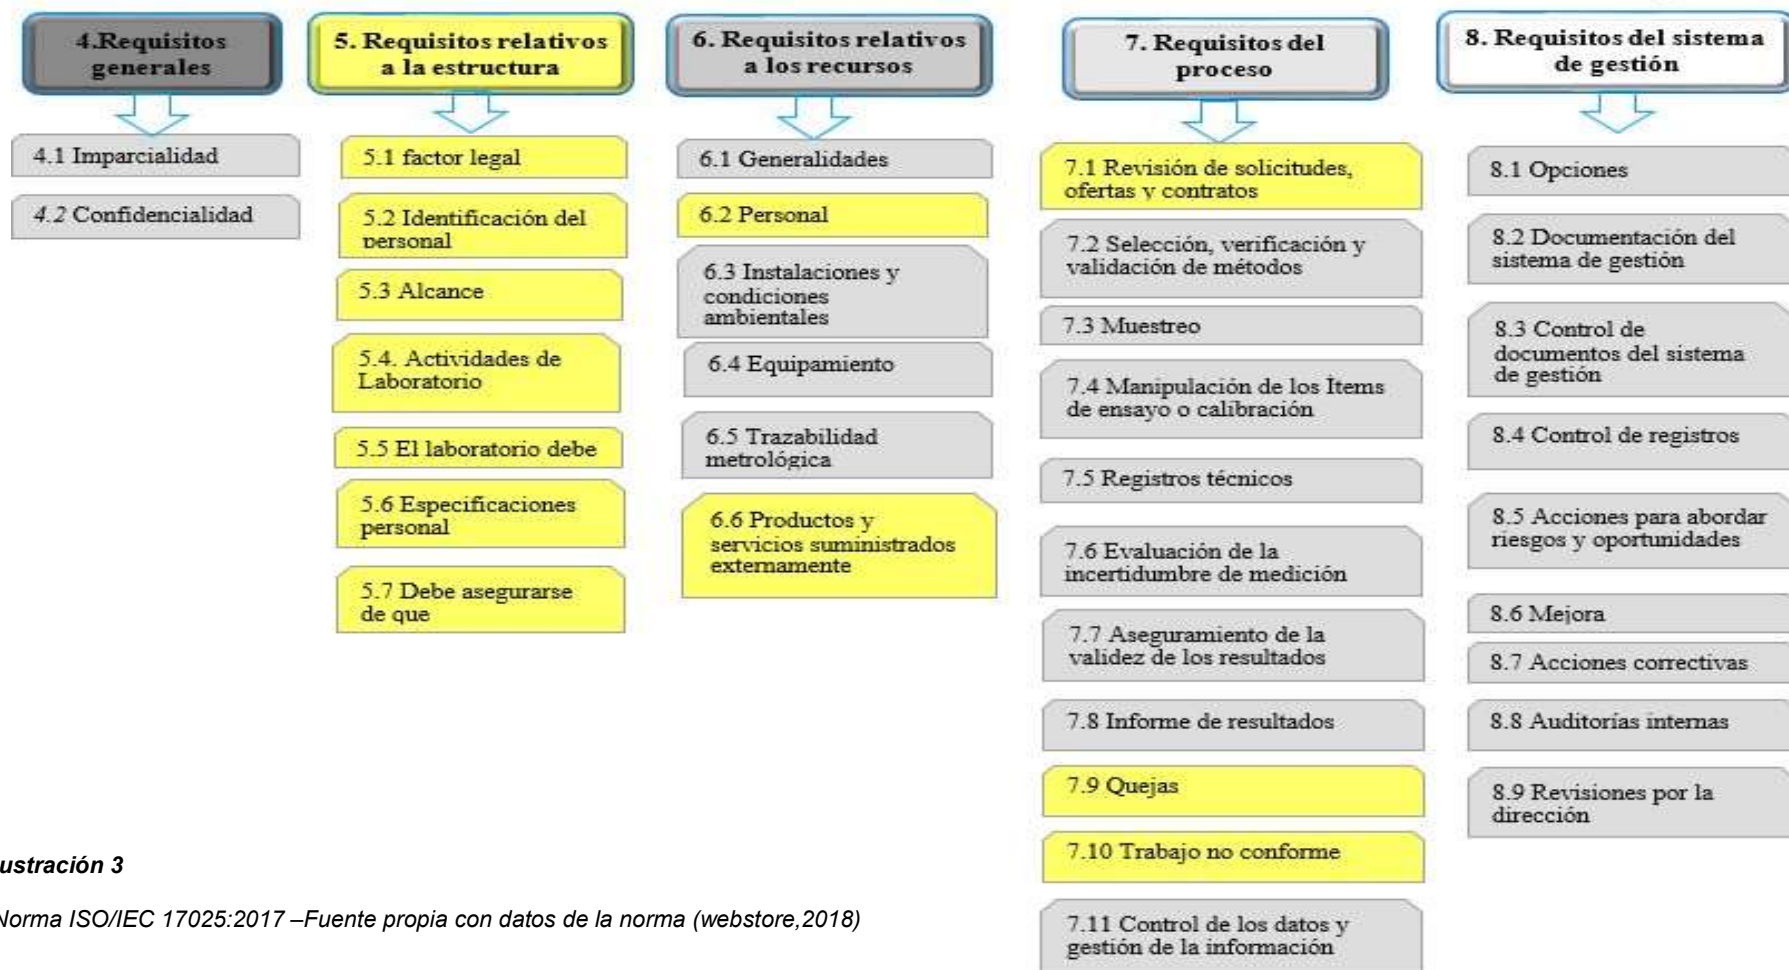 4.Requisitos
generales
4.1 Imparcialidad
4.2 Confidencialidad
5. Requisitos relativos
a la estructura
5.1 factor legal
5.2 Identificación del
personal
5.3 Alcance
5.4. Actividades de
Laboratorio
5.5 El laboratorio debe
5.6 Especificaciones
personal
5.7 Debe asegurarse
de que
6. Requisitos relativos
a los recursos
6.1 Generalidades
6.2 Personal
6.3 Instalaciones y
condiciones
ambientales
6.4 Equipamiento
6.5 Trazabilidad
metrológica
6.6 Productos y
servicios suministrados
externamente
7. Requisitos del
proceso
7.1 Revisión de solicitudes,
ofertas y contratos
7.2 Selección, verificación y
validación de métodos
7.3 Muestreo
7.4 Manipulación de los Ítems
de ensayo o calibración
7.5 Registros técnicos
7.6 Evaluación de la
incertidumbre de medición
7.7 Aseguramiento de la
validez de los resultados
7.8 Informe de resultados
7.9 Quejas
7.10 Trabajo no conforme
7.11 Control de los datos y
gestión de la información
8. Requisitos del sistema
de gestión
8.1 Opciones
8.2 Documentación del
sistema de gestión
8.3 Control de
documentos del sistema
de gestión
8.4 Control de registros
8.5 Acciones para abordar
riesgos y oportunidades
8.6 Mejora
8.7 Acciones correctivas
8.8 Auditorías internas
8.9 Revisiones por la
dirección
ustración 3
Norma ISO/IEC 17025:2017 –Fuente propia con datos de la norma (webstore,2018)